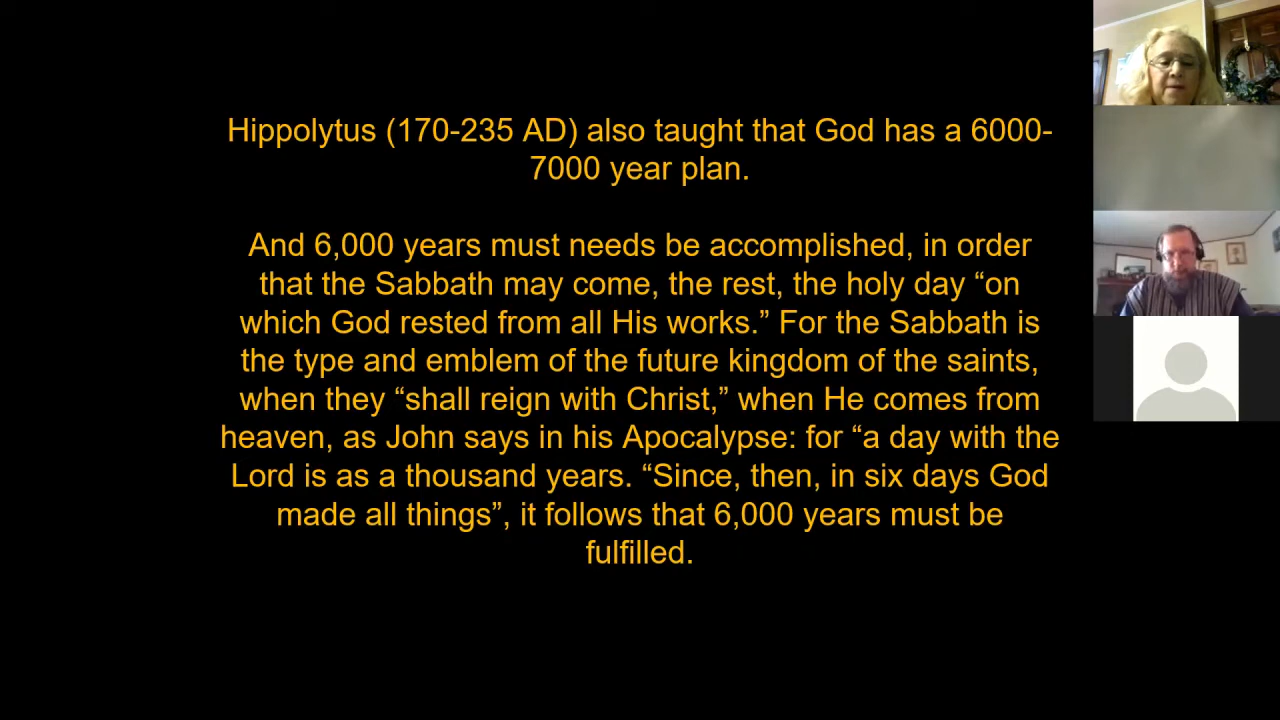 Hippolytus (170-235 AD) also taught that God has a 6000-
7000 year plan.
And 6,000 years must needs be accomplished, in order
that the Sabbath may come, the rest, the holy day “on
which God rested from all His works.” For the Sabbath is
the type and emblem of the future kingdom of the saints,
when they “shall reign with Christ,” when He comes from
heaven, as John says in his Apocalypse: for “a day with the
Lord is as a thousand years. “Since, then, in six days God
made all things”, it follows that 6,000 years must be
fulfilled.